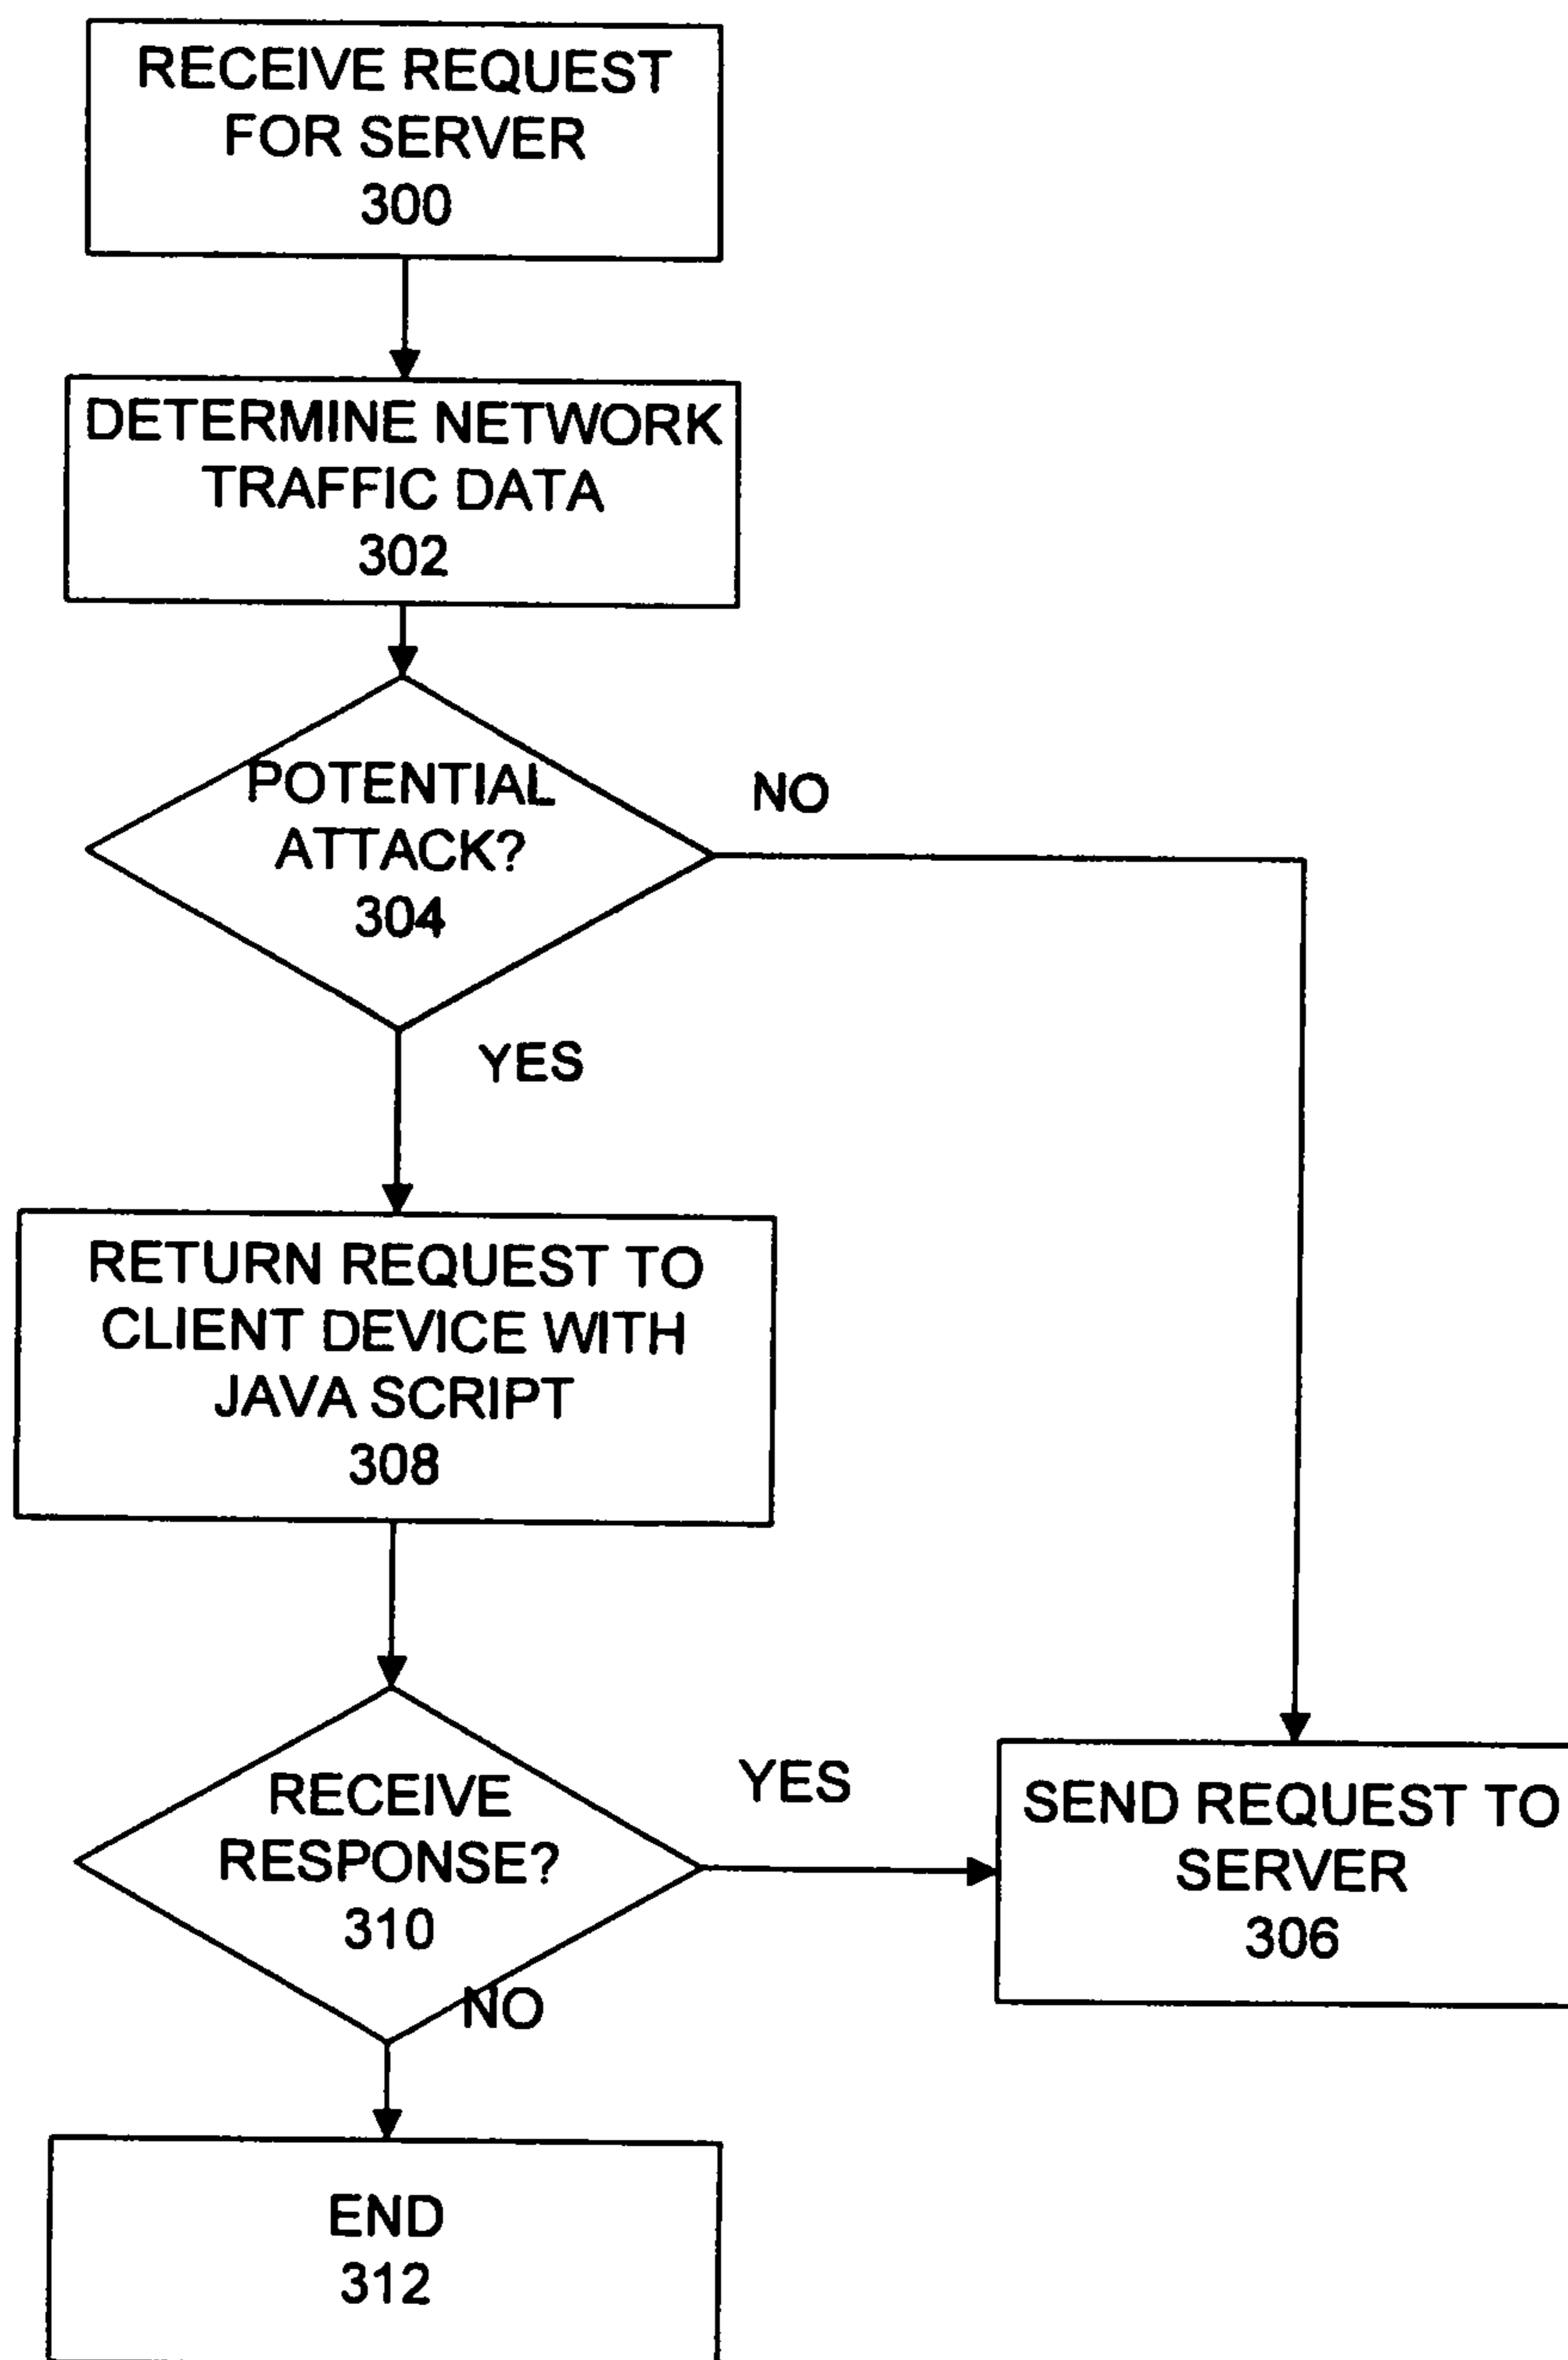 RECEIVE REQUEST
FOR SERVER
300
DETERMINE NETWORK
TRAFFIC DATA
302
POTENTIAL
ATTACK?
304
NO
YES
RETURN REQUEST TO
CLIENT DEVICE WITH
JAVA SCRIPT
308
RECEIVE
RESPONSE?
310
YES
SEND REQUEST TO
SERVER
306
NO
END
312